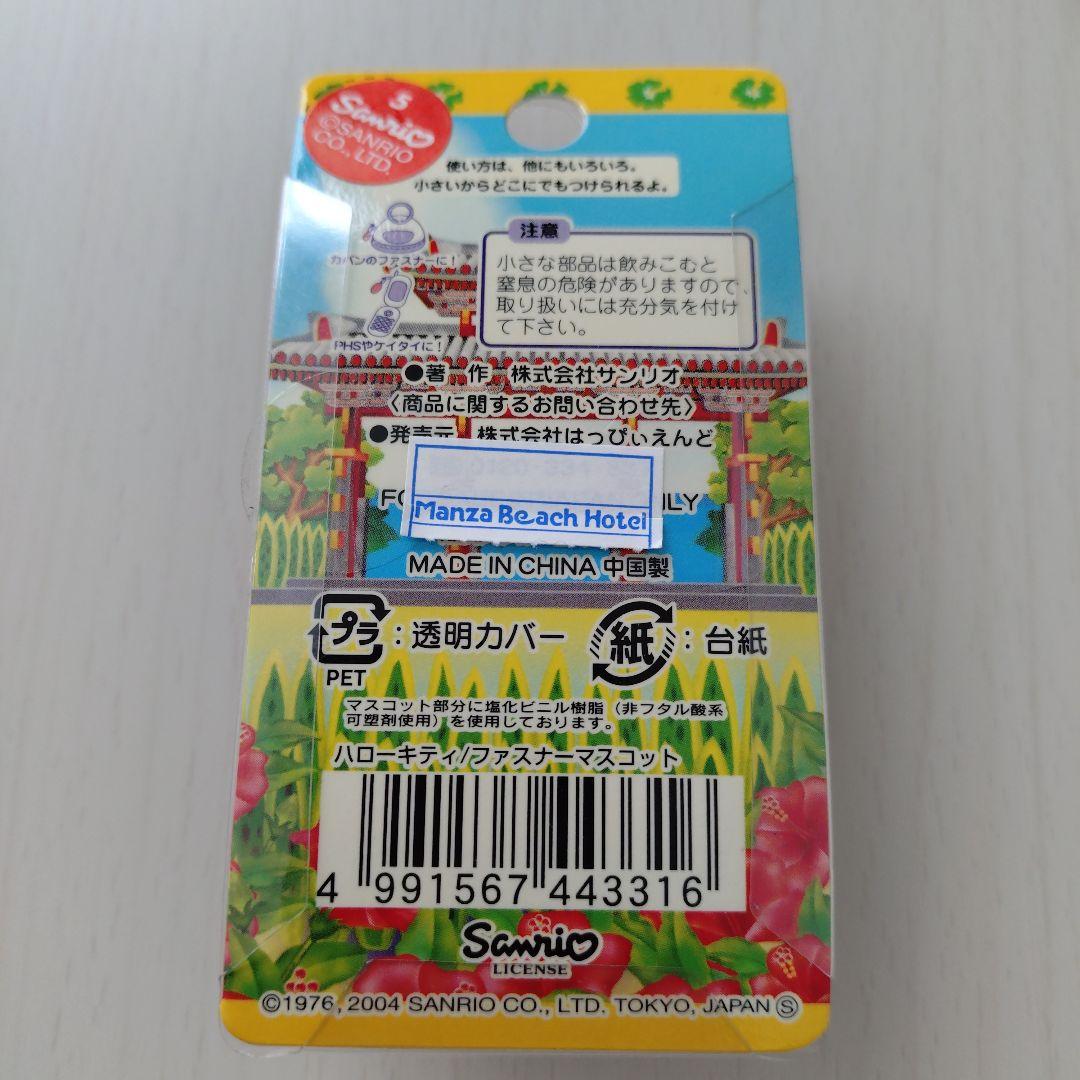 5
Sanrio
©SANRIO
CO., LTD.
使い方は、他にもいろいろ。
小さいからどこにでもつけられるよ。
カバンのファスナーに！
PHSやケイタイに！
注意
小さな部品は飲みこむと
窒息の危険がありますので、
取り扱いには充分気を付け
て下さい。
●著 作 株式会社サンリオ
〈商品に関するお問い合わせ先〉
●発売元 株式会社はっぴぃえんど
Manza Beach Hotel
MADE IN CHINA 中国製
プラ：透明カバー
PET
紙：台紙
マスコット部分に塩化ビニル樹脂（非フタル酸系
可塑剤使用）を使用しております。
ハローキティ/ファスナーマスコット
4 991567 443316
Sanrio
LICENSE
©1976, 2004 SANRIO CO., LTD. TOKYO, JAPAN Ⓢ